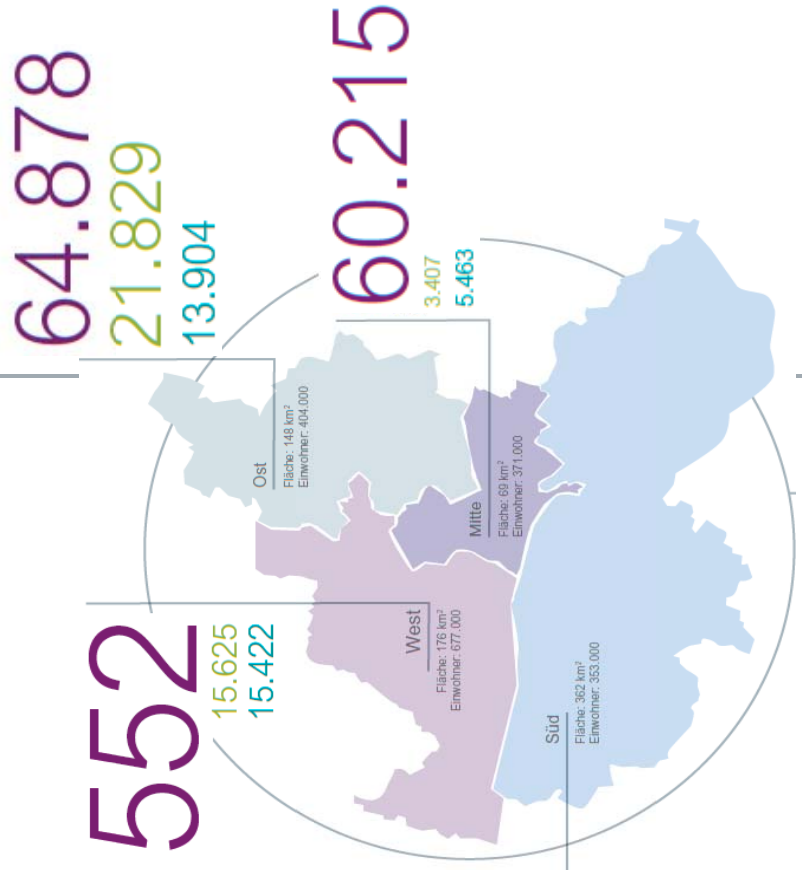 64.878
21.829
13.904
60.215
3.407
5.463
Ost
Fläche: 148 km²
Einwohner: 404.000
Mitte
Fläche: 69 km²
Einwohner: 371.000
552
15.625
15.422
West
Fläche: 176 km²
Einwohner: 677.000
Süd
Fläche: 362 km²
Einwohner: 353.000